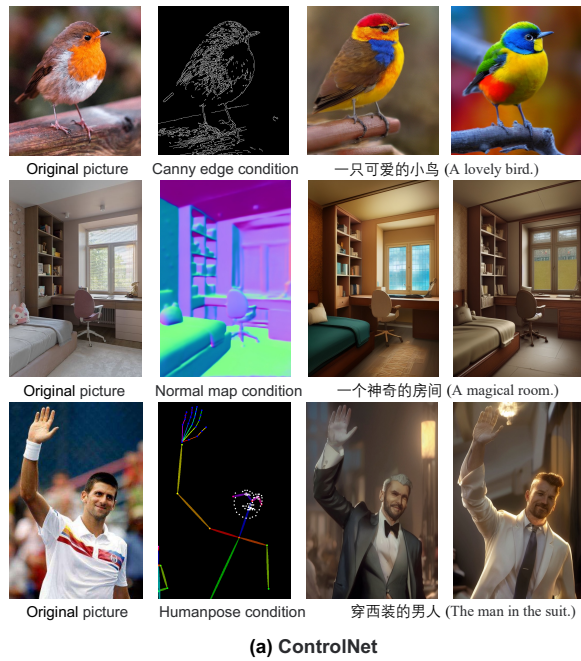 Original picture Canny edge condition 一只可爱的小鸟 (A lovely bird.)
Original picture Normal map condition 一个神奇的房间 (A magical room.)
Original picture Humanpose condition 穿西装的男人 (The man in the suit.)
(a) ControlNet